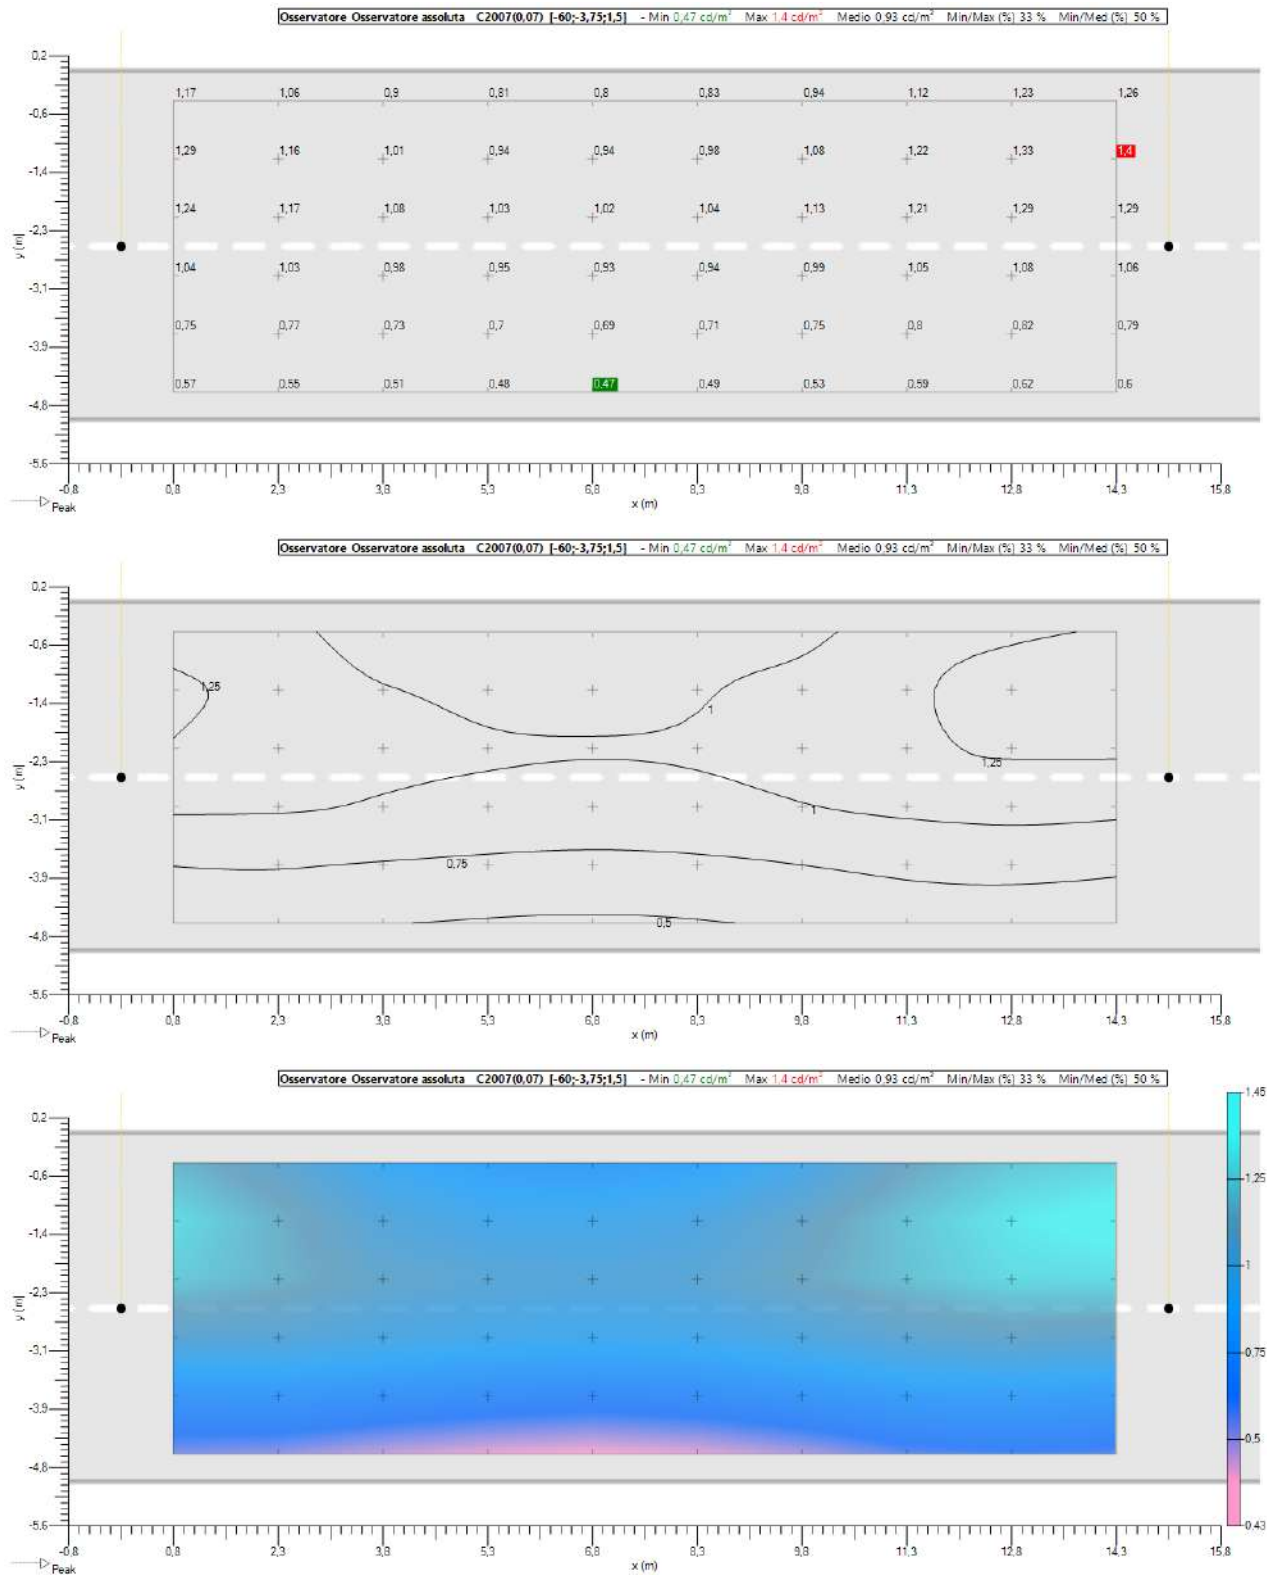 Osservatore Osservatore assoluta C2007(0,07) [-60;-3,75;1,5] - Min 0,47 cd/m² Max 1,4 cd/m² Medio 0,93 cd/m² Min/Max (%) 33 % Min/Med (%) 50 %
0,2
1,17 1,06 0,9 0,81 0,8 0,83 0,94 1,12 1,23 1,26
-0,6
1,29 1,16 1,01 0,94 0,94 0,98 1,08 1,22 1,33 1,4
-1,4
1,24 1,17 1,08 1,03 1,02 1,04 1,13 1,21 1,29 1,29
-2,3
y (m)
1,04 1,03 0,98 0,95 0,93 0,94 0,99 1,05 1,08 1,06
-3,1
0,75 0,77 0,73 0,7 0,69 0,71 0,75 0,8 0,82 0,79
-3,9
0,57 0,55 0,51 0,48 0,47 0,49 0,53 0,59 0,62 0,6
-4,8
-5,6
-0,8 0,8 2,3 3,8 5,3 6,8 8,3 9,8 11,3 12,8 14,3 15,8
Peak
x (m)
Osservatore Osservatore assoluta C2007(0,07) [-60;-3,75;1,5] - Min 0,47 cd/m² Max 1,4 cd/m² Medio 0,93 cd/m² Min/Max (%) 33 % Min/Med (%) 50 %
0,2
-0,6
1,25
-1,4
1
-2,3
1,25
y (m)
1
-3,1
0,75
-3,9
0,5
-4,8
-5,6
-0,8 0,8 2,3 3,8 5,3 6,8 8,3 9,8 11,3 12,8 14,3 15,8
Peak
x (m)
Osservatore Osservatore assoluta C2007(0,07) [-60;-3,75;1,5] - Min 0,47 cd/m² Max 1,4 cd/m² Medio 0,93 cd/m² Min/Max (%) 33 % Min/Med (%) 50 %
1,45
0,2
-0,6
1,25
-1,4
1
-2,3
y (m)
-3,1
0,75
-3,9
0,5
-4,8
-5,6
0,43
-0,8 0,8 2,3 3,8 5,3 6,8 8,3 9,8 11,3 12,8 14,3 15,8
Peak
x (m)